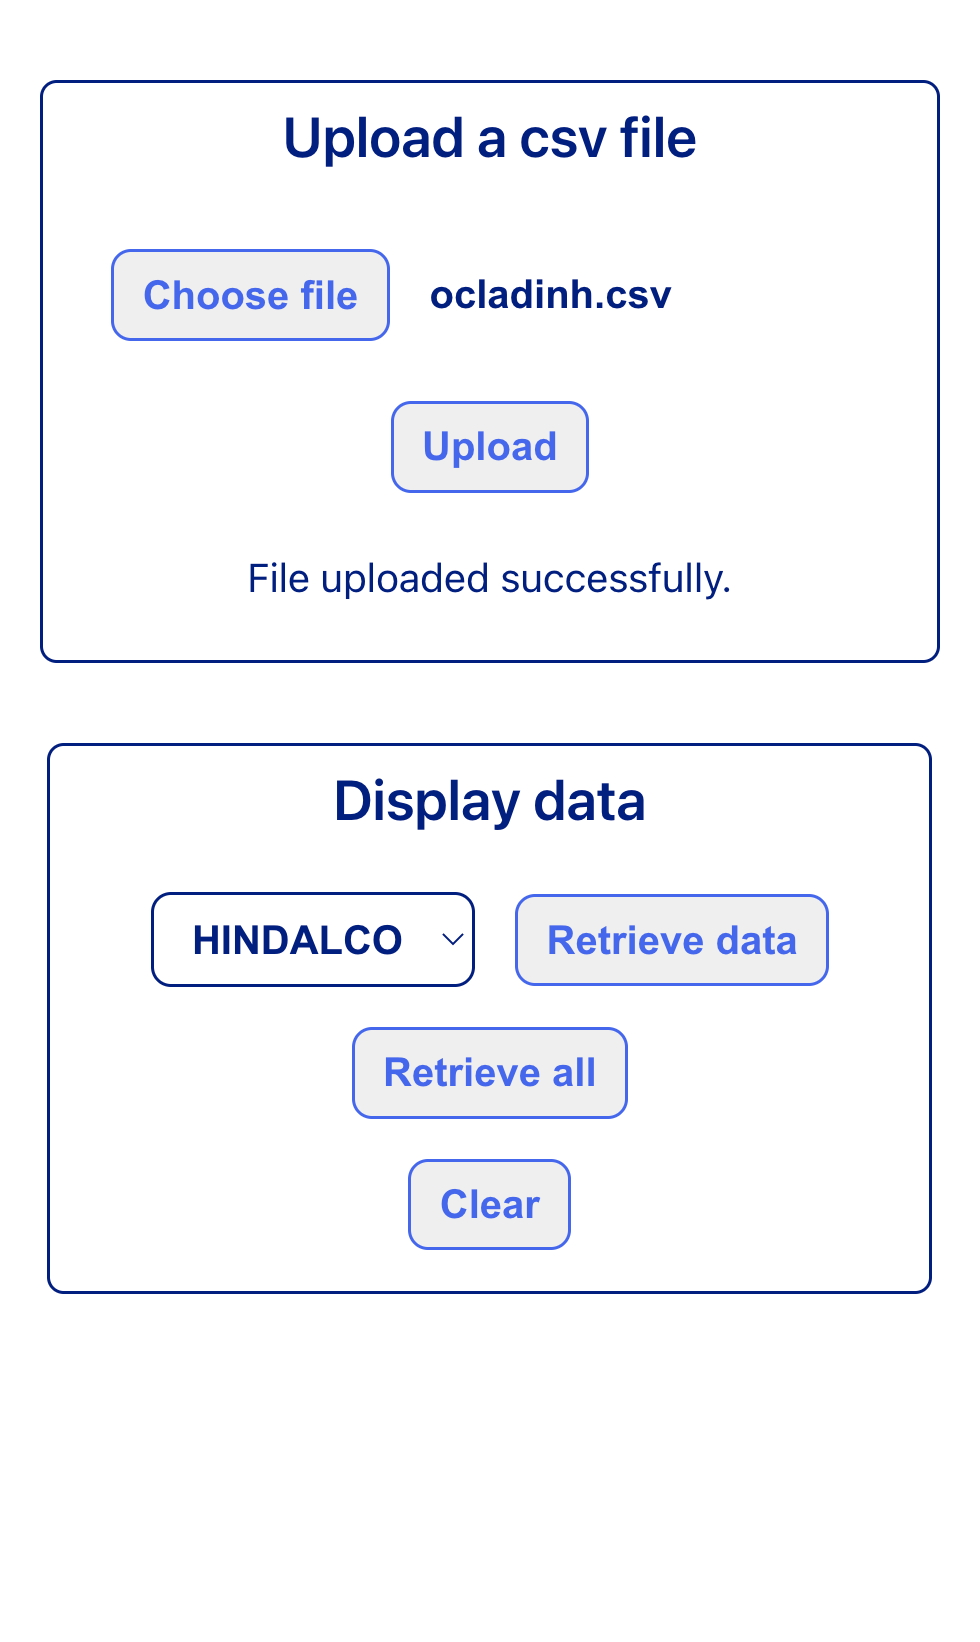 Upload a csv file
Choose file ocladinh.csv
Upload
File uploaded successfully.
Display data
HINDALCO Retrieve data
Retrieve all
Clear